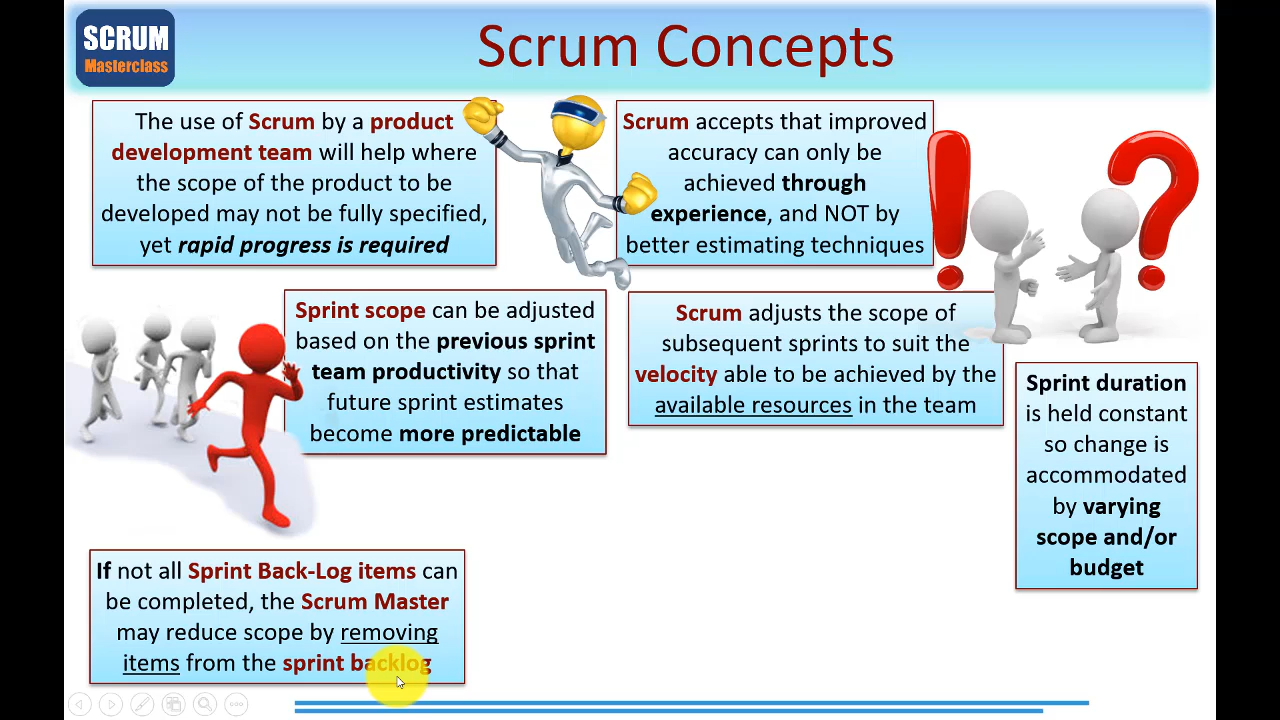 SCRUM
Masterclass
Scrum Concepts
The use of Scrum by a product
development team will help where
the scope of the product to be
developed may not be fully specified,
yet rapid progress is required
Scrum accepts that improved
accuracy can only be
achieved through
experience, and NOT by
better estimating techniques
Sprint scope can be adjusted
based on the previous sprint
team productivity so that
future sprint estimates
become more predictable
Scrum adjusts the scope of
subsequent sprints to suit the
velocity able to be achieved by the
available resources in the team
Sprint duration
is held constant
so change is
accommodated
by varying
scope and/or
budget
If not all Sprint Back-Log items can
be completed, the Scrum Master
may reduce scope by removing
items from the sprint backlog